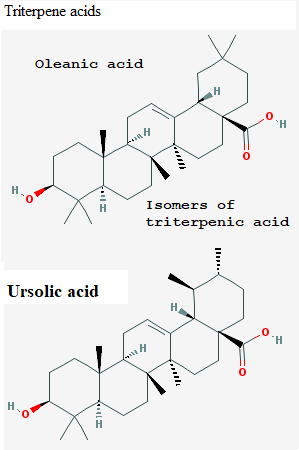 Triterpene acids
Oleanic acid
H
O
H
O
H
H
O
H
Isomers of
triterpenic acid
Ursolic acid
H
O
H
O
H
H
O
H